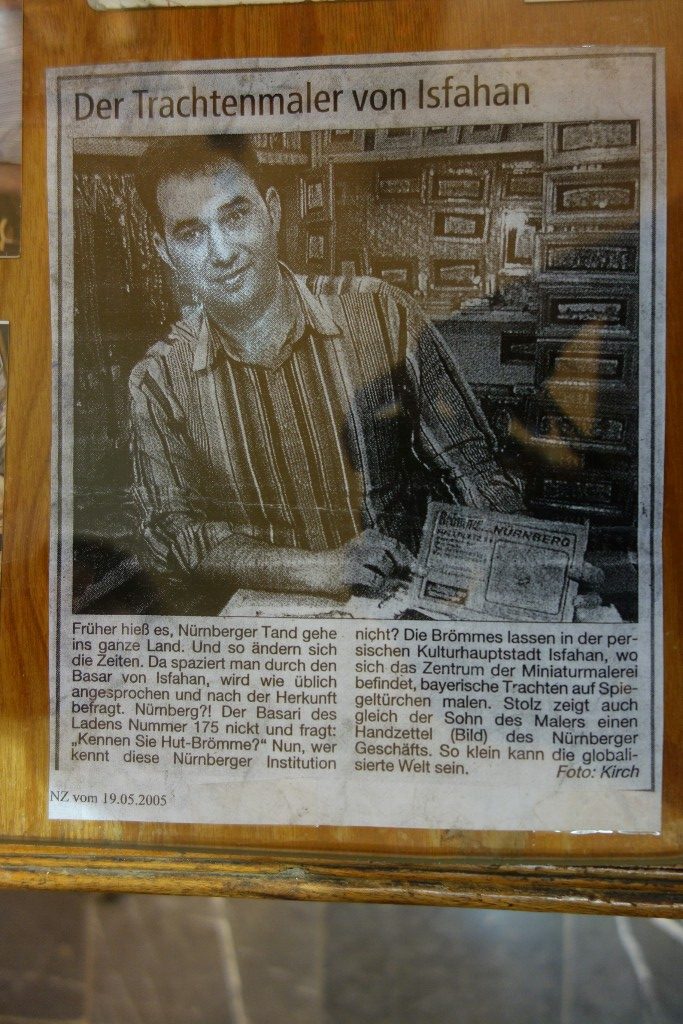 Der Trachtenmaler von Isfahan
NÜRNBERG
Früher hieß es, Nürnberger Tand gehe
ins ganze Land. Und so ändern sich
die Zeiten. Da spaziert man durch den
Basar von Isfahan, wird wie üblich
angesprochen und nach der Herkunft
befragt. Nürnberg?! Der Basari des
Ladens Nummer 175 nickt und fragt:
„Kennen Sie Hut-Brömme?“ Nun, wer
kennt diese Nürnberger Institution
nicht? Die Brömmes lassen in der per-
sischen Kulturhauptstadt Isfahan, wo
sich das Zentrum der Miniaturmalerei
befindet, bayerische Trachten auf Spie-
geltürchen malen. Stolz zeigt auch
gleich der Sohn des Malers einen
Handzettel (Bild) des Nürnberger
Geschäfts. So klein kann die globali-
sierte Welt sein. Foto: Kirch
NZ vom 19.05.2005